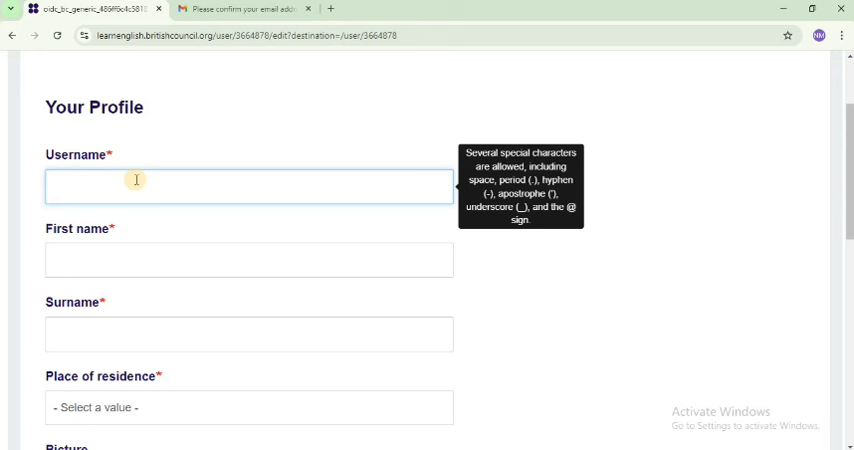 oidc_bc_generic_486ff6c4c5818
Please confirm your email addre
learnenglish.britishcouncil.org/user/3664878/edit?destination=/user/3664878
NM
Your Profile
Username*
Several special characters
are allowed, including
space, period (.), hyphen
(-), apostrophe ('),
underscore (_), and the @
sign.
First name*
Surname*
Place of residence*
- Select a value -
Activate Windows
Go to Settings to activate Windows.
Picture